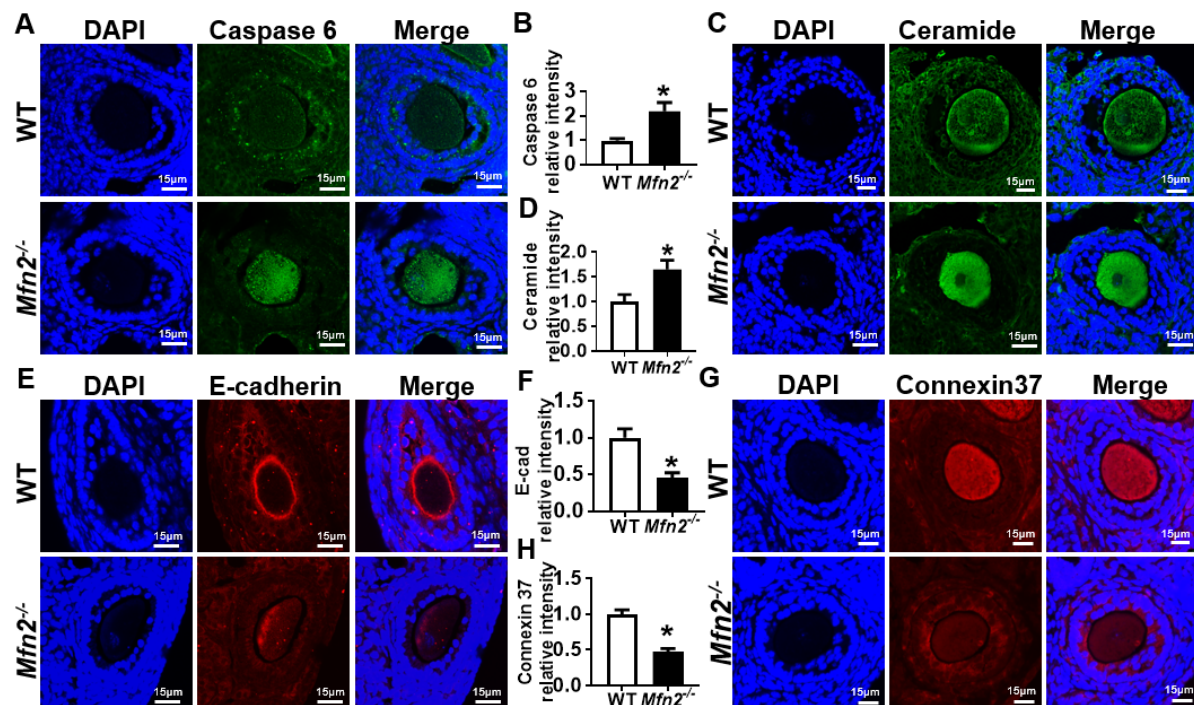 A
DAPI Caspase 6 Merge
WT
15µm 15µm 15µm
Mfn2-/-
15µm 15µm 15µm
B
Caspase 6
relative intensity
3
2
1
0
*
WT Mfn2-/-
C
DAPI Ceramide Merge
WT
15µm 15µm 15µm
Mfn2-/-
15µm 15µm 15µm
D
Ceramide
relative intensity
2.0
1.5
1.0
0.5
0.0
*
WT Mfn2-/-
E
DAPI E-cadherin Merge
WT
15µm 15µm 15µm
Mfn2-/-
15µm 15µm 15µm
F
E-cad
relative intensity
1.5
1.0
0.5
0.0
*
WT Mfn2-/-
G
DAPI Connexin37 Merge
WT
15µm 15µm 15µm
Mfn2-/-
15µm 15µm 15µm
H
Connexin 37
relative intensity
1.5
1.0
0.5
0.0
*
WT Mfn2-/-